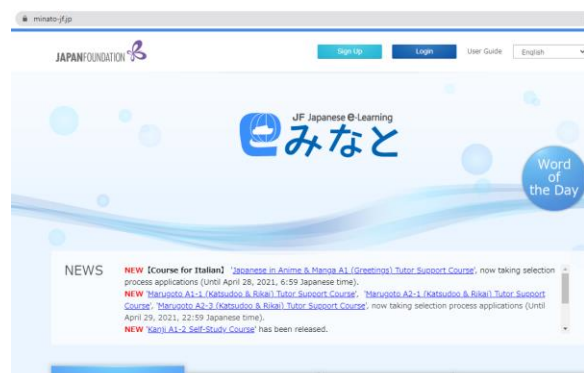 minato-jf.jp
JAPANFOUNDATION
Sign Up
Login
User Guide
English
JF Japanese e-Learning
みなと
Word
of
the Day
NEWS
NEW 【Course for Italian】 'Japanese in Anime & Manga A1 (Greetings) Tutor Support Course', now taking selection
process applications (Until April 28, 2021, 6:59 Japanese time).
NEW 'Marugoto A1-1 (Katsudoo & Rikai) Tutor Support Course', 'Marugoto A2-1 (Katsudoo & Rikai) Tutor Support
Course', 'Marugoto A2-3 (Katsudoo & Rikai) Tutor Support Course', now taking selection process applications (Until
April 29, 2021, 22:59 Japanese time).
NEW 'Kanji A1-2 Self-Study Course' has been released.